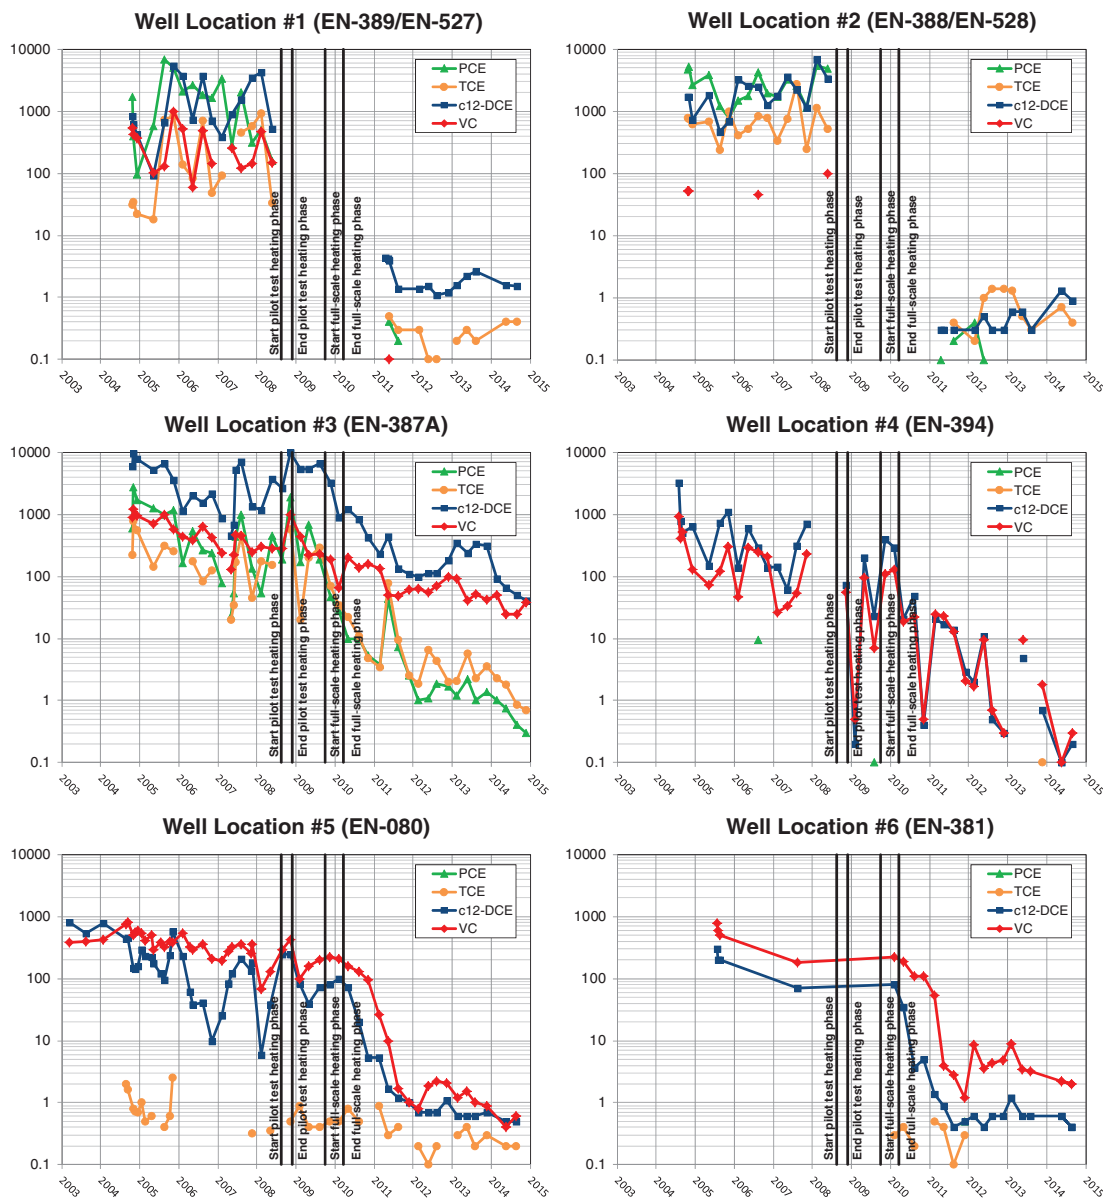 Well Location #1 (EN-389/EN-527)
10000
1000
100
10
1
0.1
PCE
TCE
c12-DCE
VC
Start pilot test heating phase
End pilot test heating phase
Start full-scale heating phase
End full-scale heating phase
2003
2004
2005
2006
2007
2008
2009
2010
2011
2012
2013
2014
2015
Well Location #2 (EN-388/EN-528)
10000
1000
100
10
1
0.1
PCE
TCE
c12-DCE
VC
Start pilot test heating phase
End pilot test heating phase
Start full-scale heating phase
End full-scale heating phase
2003
2004
2005
2006
2007
2008
2009
2010
2011
2012
2013
2014
2015
Well Location #3 (EN-387A)
10000
1000
100
10
1
0.1
PCE
TCE
c12-DCE
VC
Start pilot test heating phase
End pilot test heating phase
Start full-scale heating phase
End full-scale heating phase
2003
2004
2005
2006
2007
2008
2009
2010
2011
2012
2013
2014
2015
Well Location #4 (EN-394)
10000
1000
100
10
1
0.1
PCE
TCE
c12-DCE
VC
Start pilot test heating phase
End pilot test heating phase
Start full-scale heating phase
End full-scale heating phase
2003
2004
2005
2006
2007
2008
2009
2010
2011
2012
2013
2014
2015
Well Location #5 (EN-080)
10000
1000
100
10
1
0.1
PCE
TCE
c12-DCE
VC
Start pilot test heating phase
End pilot test heating phase
Start full-scale heating phase
End full-scale heating phase
2003
2004
2005
2006
2007
2008
2009
2010
2011
2012
2013
2014
2015
Well Location #6 (EN-381)
10000
1000
100
10
1
0.1
PCE
TCE
c12-DCE
VC
Start pilot test heating phase
End pilot test heating phase
Start full-scale heating phase
End full-scale heating phase
2003
2004
2005
2006
2007
2008
2009
2010
2011
2012
2013
2014
2015